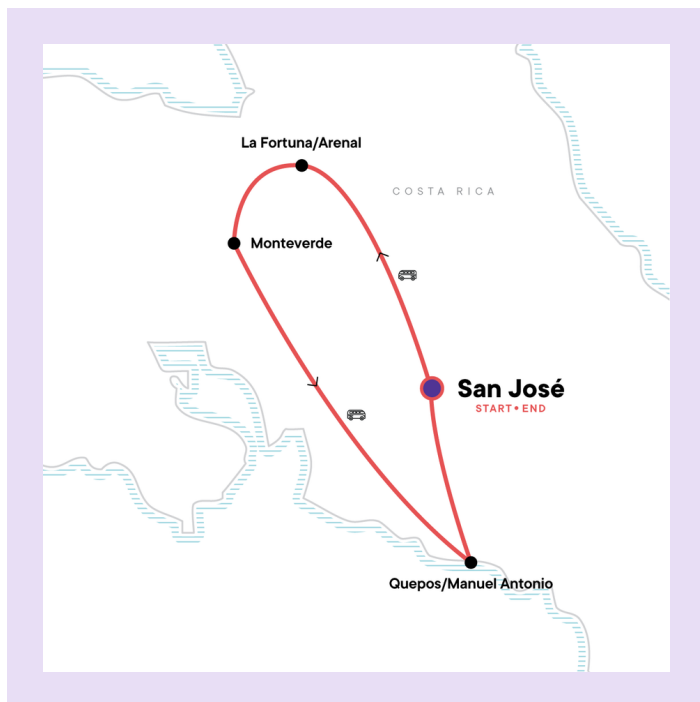 La Fortuna/Arenal
COSTA RICA
Monteverde
San José
START•END
Quepos/Manuel Antonio